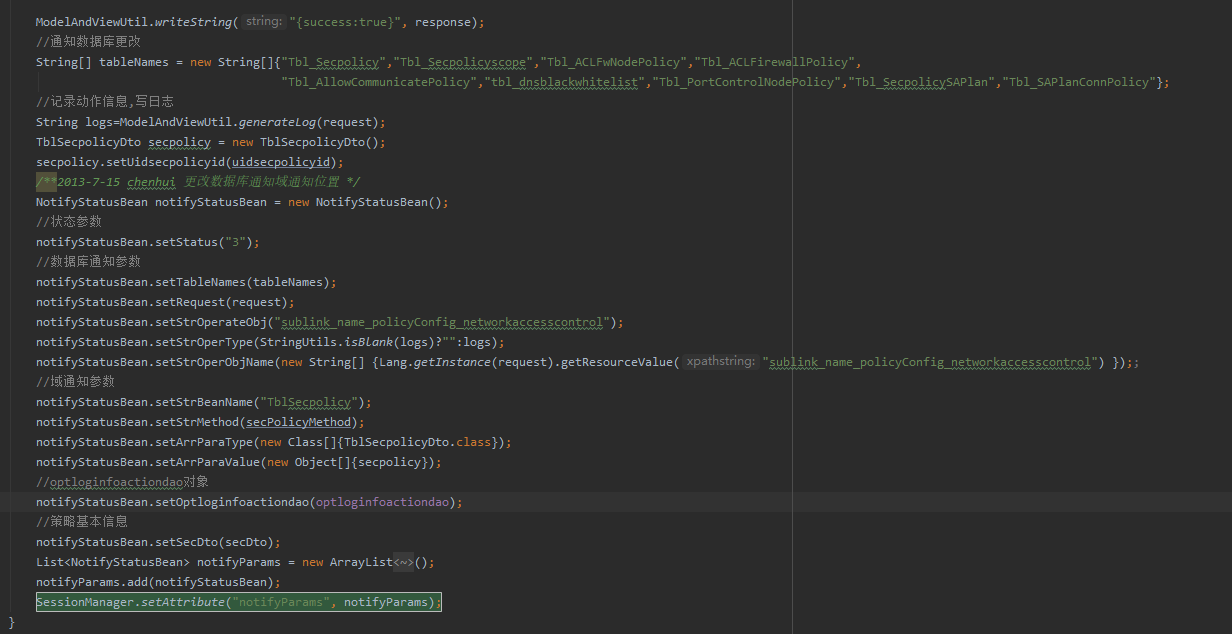 ModelAndViewUtil.writeString( string: "{success:true}", response);
//通知数据库更改
String[] tableNames = new String[]{"Tbl_Secpolicy","Tbl_Secpolicyscope","Tbl_ACLFwNodePolicy","Tbl_ACLFirewallPolicy",
"Tbl_AllowCommunicatePolicy","tbl_dnsblackwhitelist","Tbl_PortControlNodePolicy","Tbl_SecpolicySAPlan","Tbl_SAPlanConnPolicy"};
//记录动作信息,写日志
String logs=ModelAndViewUtil.generateLog(request);
TblSecpolicyDto secpolicy = new TblSecpolicyDto();
secpolicy.setUidsecpolicyid(uidsecpolicyid);
/**2013-7-15 chenhui 更改数据库通知域通知位置 */
NotifyStatusBean notifyStatusBean = new NotifyStatusBean();
//状态参数
notifyStatusBean.setStatus("3");
//数据库通知参数
notifyStatusBean.setTableNames(tableNames);
notifyStatusBean.setRequest(request);
notifyStatusBean.setStrOperateObj("sublink_name_policyConfig_networkaccesscontrol");
notifyStatusBean.setStrOperType(StringUtils.isBlank(logs)?"":logs);
notifyStatusBean.setStrOperObjName(new String[] {Lang.getInstance(request).getResourceValue( xpathstring: "sublink_name_policyConfig_networkaccesscontrol") });;
//域通知参数
notifyStatusBean.setStrBeanName("TblSecpolicy");
notifyStatusBean.setStrMethod(secPolicyMethod);
notifyStatusBean.setArrParaType(new Class[]{TblSecpolicyDto.class});
notifyStatusBean.setArrParaValue(new Object[]{secpolicy});
//optloginfoactiondao对象
notifyStatusBean.setOptloginfoactiondao(optloginfoactiondao);
//策略基本信息
notifyStatusBean.setSecDto(secDto);
List<NotifyStatusBean> notifyParams = new ArrayList<~>();
notifyParams.add(notifyStatusBean);
SessionManager.setAttribute("notifyParams", notifyParams);
}